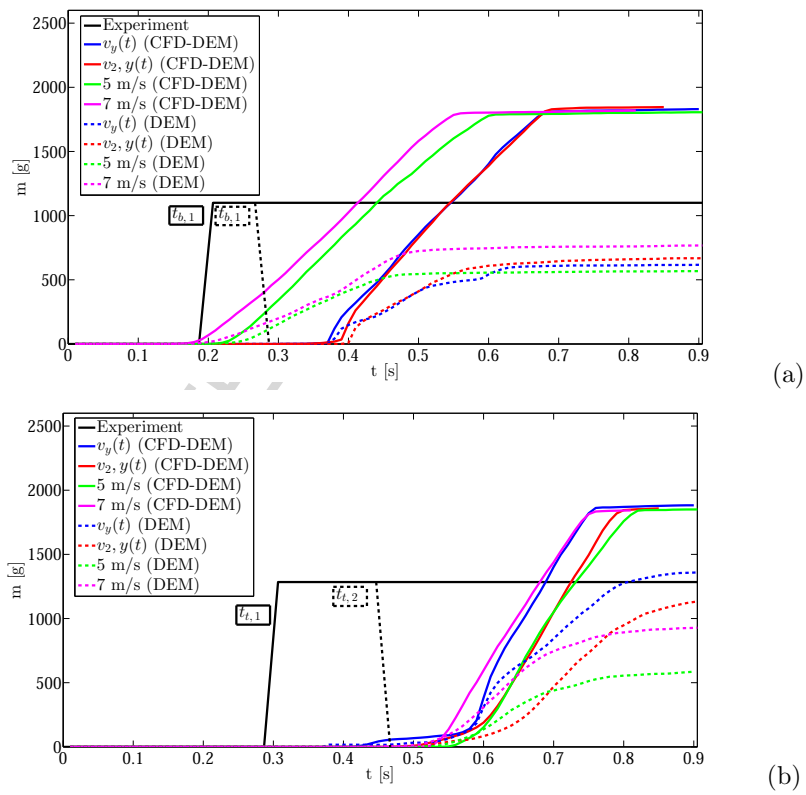 2500
2000
1500
1000
500
0
m [g]
Experiment
v_y(t) (CFD-DEM)
v_2, y(t) (CFD-DEM)
5 m/s (CFD-DEM)
7 m/s (CFD-DEM)
v_y(t) (DEM)
v_2, y(t) (DEM)
5 m/s (DEM)
7 m/s (DEM)
t_{b,1} t_{b,1}
0 0.1 0.2 0.3 0.4 0.5 0.6 0.7 0.8 0.9
t [s]
(a)
2500
2000
1500
1000
500
0
m [g]
Experiment
v_y(t) (CFD-DEM)
v_2, y(t) (CFD-DEM)
5 m/s (CFD-DEM)
7 m/s (CFD-DEM)
v_y(t) (DEM)
v_2, y(t) (DEM)
5 m/s (DEM)
7 m/s (DEM)
t_{t,1} t_{t,2}
0 0.1 0.2 0.3 0.4 0.5 0.6 0.7 0.8 0.9
t [s]
(b)